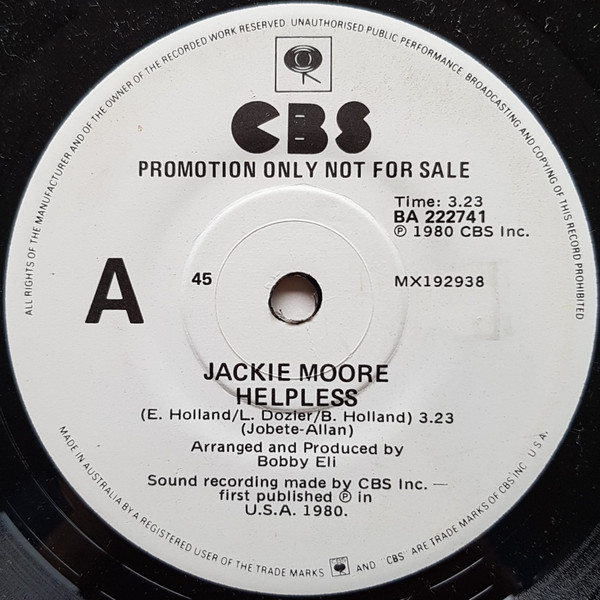 ALL RIGHTS OF THE MANUFACTURER AND OF THE OWNER OF THE RECORDED WORK RESERVED. UNAUTHORISED PUBLIC PERFORMANCE, BROADCASTING AND COPYING OF THIS RECORD PROHIBITED
CBS
PROMOTION ONLY NOT FOR SALE
Time: 3.23
BA 222741
℗ 1980 CBS Inc.
A
45
MX192938
JACKIE MOORE
HELPLESS
(E. Holland/L. Dozler/B. Holland) 3.23
(Jobete-Allan)
Arranged and Produced by
Bobby Eli
Sound recording made by CBS Inc. —
first published ℗ in
U.S.A. 1980.
MADE IN AUSTRALIA BY A REGISTERED USER OF THE TRADE MARKS CBS AND CBS ARE TRADE MARKS OF CBS INC. U.S.A.